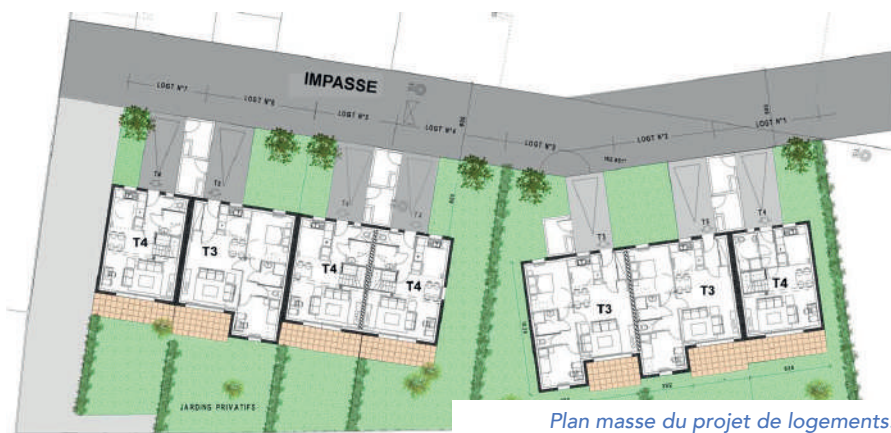 IMPASSE
LOGT N°7
LOGT N°6
LOGT N°5
LOGT N°4
LOGT N°3
LOGT N°2
LOGT N°1
T4
T3
T4
T4
T3
T3
T4
JARDINS PRIVATIFS
Plan masse du projet de logements